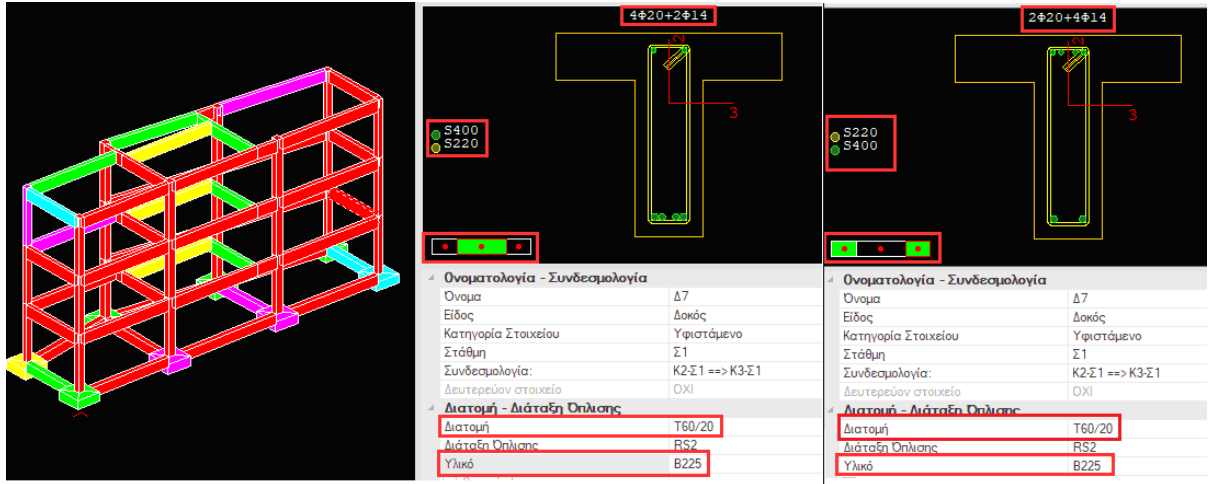 4Φ20+2Φ14
2
3
S400
S220
Ονοματολογία - Συνδεσμολογία
Όνομα Δ7
Είδος Δοκός
Κατηγορία Στοιχείου Υφιστάμενο
Στάθμη Σ1
Συνδεσμολογία: Κ2-Σ1 ==> Κ3-Σ1
Δευτερεύον στοιχείο ΟΧΙ
Διατομή - Διάταξη Όπλισης
Διατομή T60/20
Διάταξη Όπλισης RS2
Υλικό B225
2Φ20+4Φ14
2
3
S220
S400
Ονοματολογία - Συνδεσμολογία
Όνομα Δ7
Είδος Δοκός
Κατηγορία Στοιχείου Υφιστάμενο
Στάθμη Σ1
Συνδεσμολογία: Κ2-Σ1 ==> Κ3-Σ1
Δευτερεύον στοιχείο ΟΧΙ
Διατομή - Διάταξη Όπλισης
Διατομή T60/20
Διάταξη Όπλισης RS2
Υλικό B225